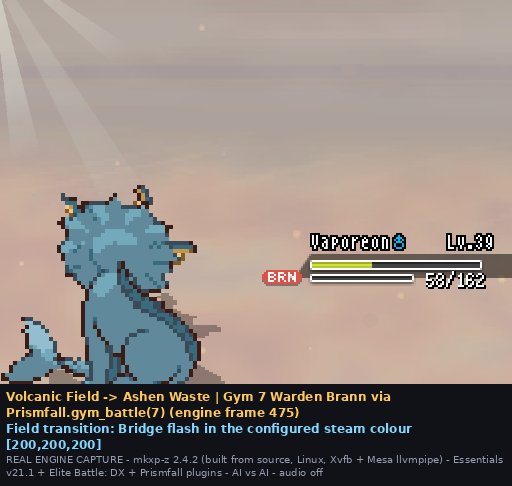 Vaporeon Lv.39
BRN
58/162
Volcanic Field -> Ashen Waste | Gym 7 Warden Brann via
Prismfall.gym_battle(7) (engine frame 475)
Field transition: Bridge flash in the configured steam colour
[200,200,200]
REAL ENGINE CAPTURE - mkxp-z 2.4.2 (built from source, Linux, Xvfb + Mesa llvmpipe) - Essentials
v21.1 + Elite Battle: DX + Prismfall plugins - AI vs AI - audio off